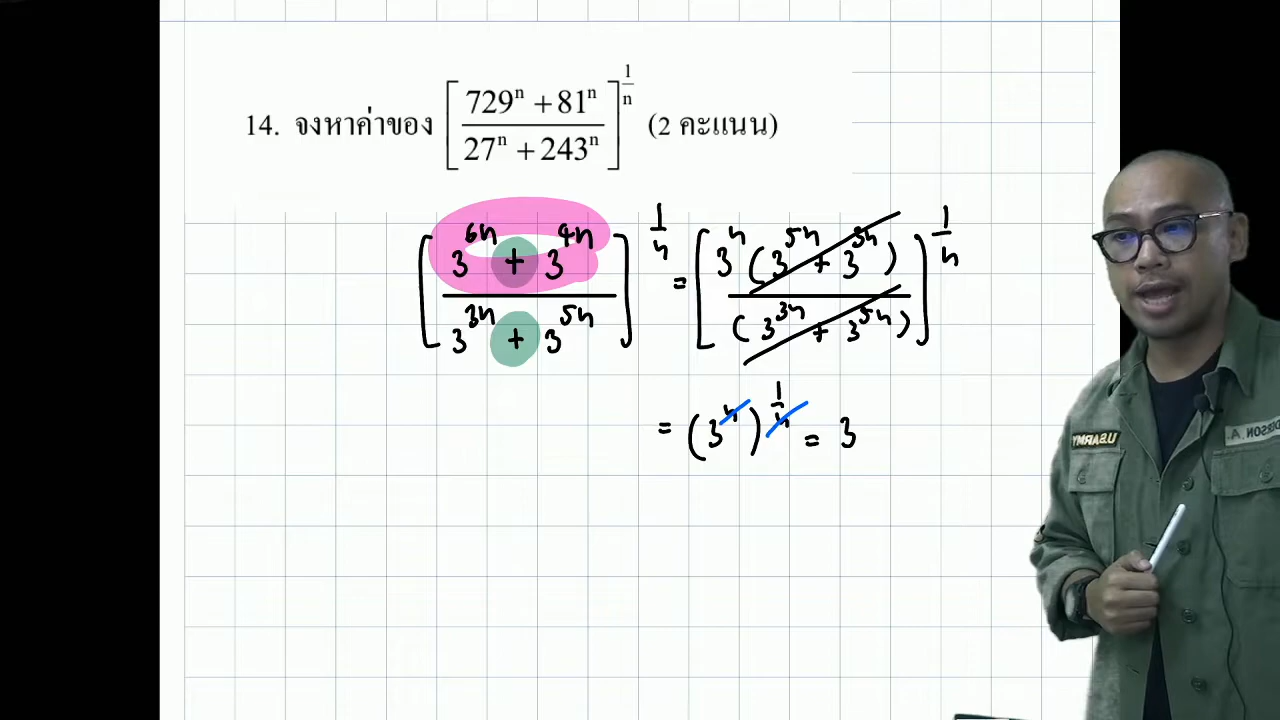 14. จงหาค่าของ [ (729ⁿ + 81ⁿ) / (27ⁿ + 243ⁿ) ]^(1/n) (2 คะแนน)
[ (3^(6n) + 3^(4n)) / (3^(3n) + 3^(5n)) ]^(1/n) = [ 3^n (3^(5n) + 3^(3n)) / (3^(3n) + 3^(5n)) ]^(1/n)
= (3^n)^(1/n) = 3
U.S.ARMY
DERSON. A.